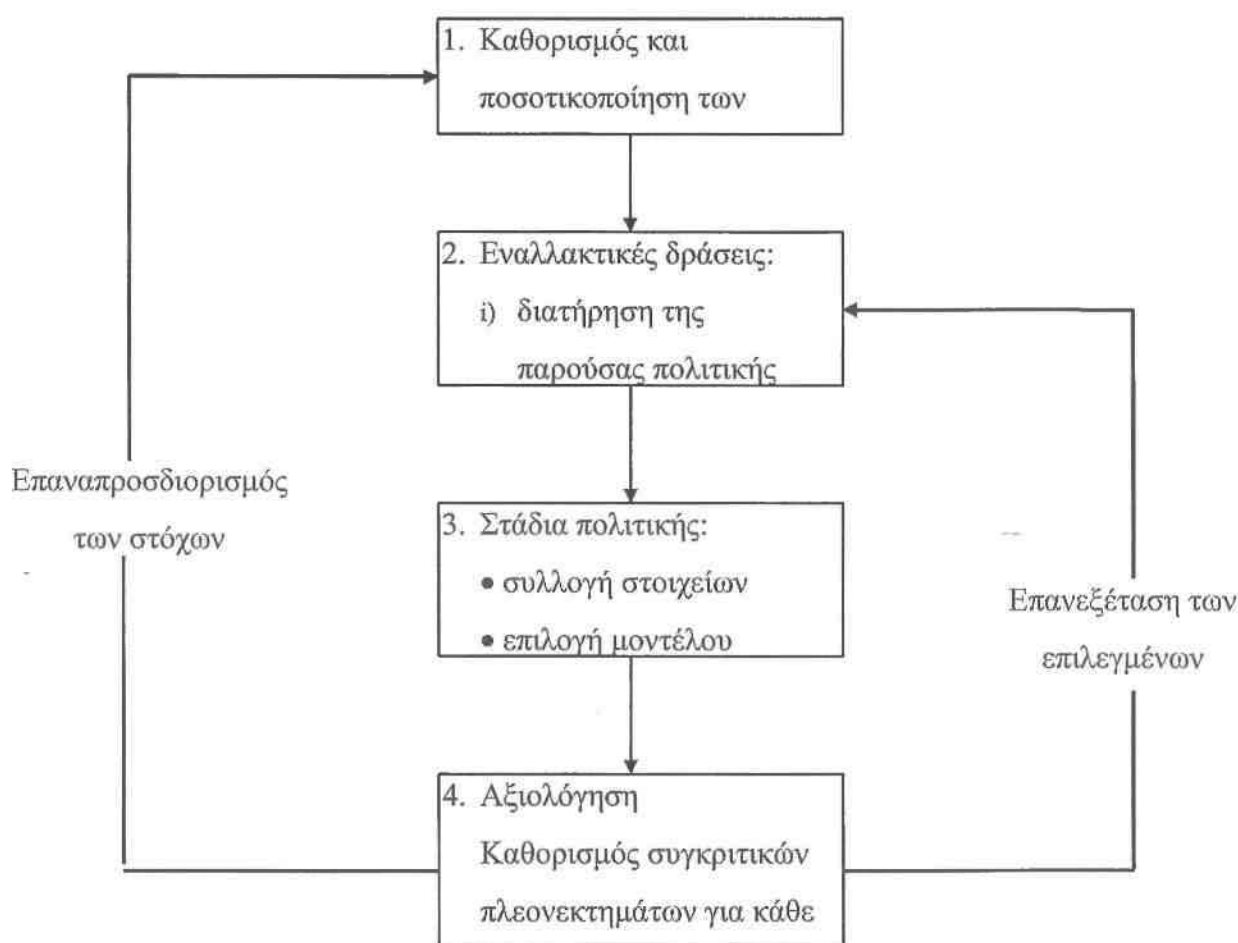 1. Καθορισμός και
ποσοτικοποίηση των
2. Εναλλακτικές δράσεις:
i) διατήρηση της
παρούσας πολιτικής
Επαναπροσδιορισμός
των στόχων
3. Στάδια πολιτικής:
• συλλογή στοιχείων
• επιλογή μοντέλου
Επανεξέταση των
επιλεγμένων
4. Αξιολόγηση
Καθορισμός συγκριτικών
πλεονεκτημάτων για κάθε